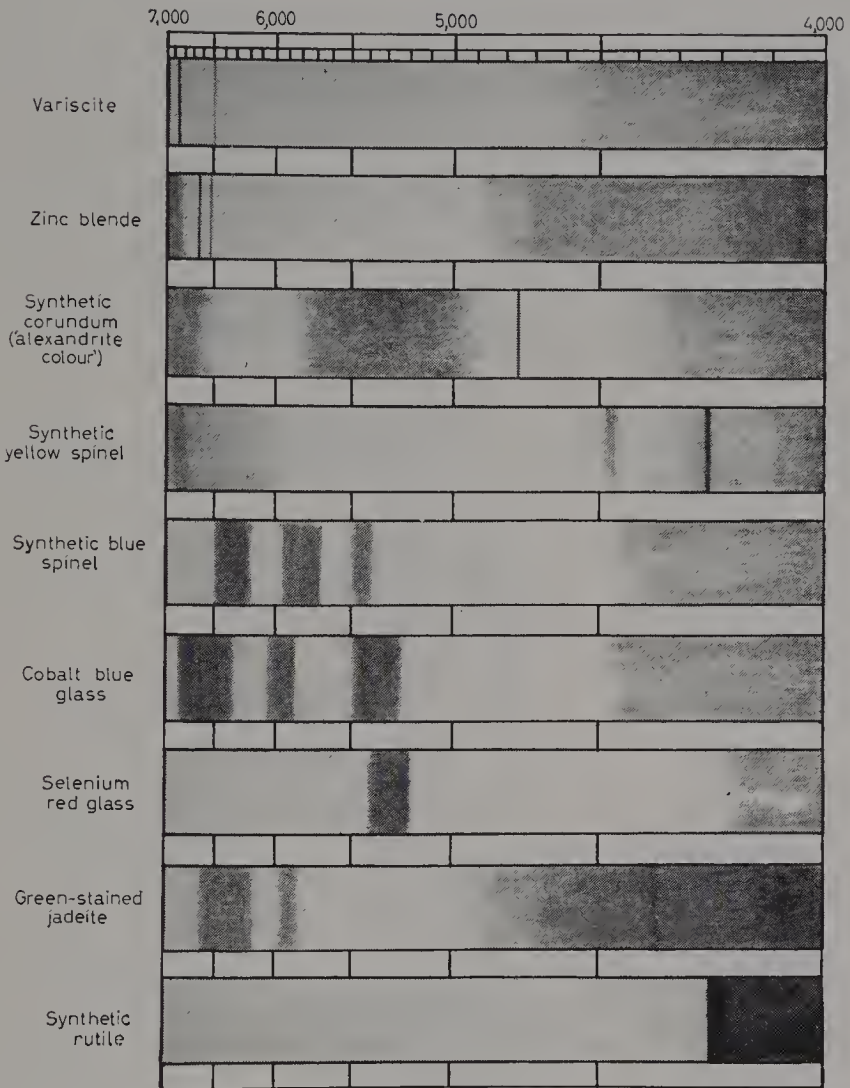 7,000 6,000 5,000 4,000
Variscite
Zinc blende
Synthetic
corundum
('alexandrite
colour')
Synthetic
yellow spinel
Synthetic blue
spinel
Cobalt blue
glass
Selenium
red glass
Green-stained
jadeite
Synthetic
rutile